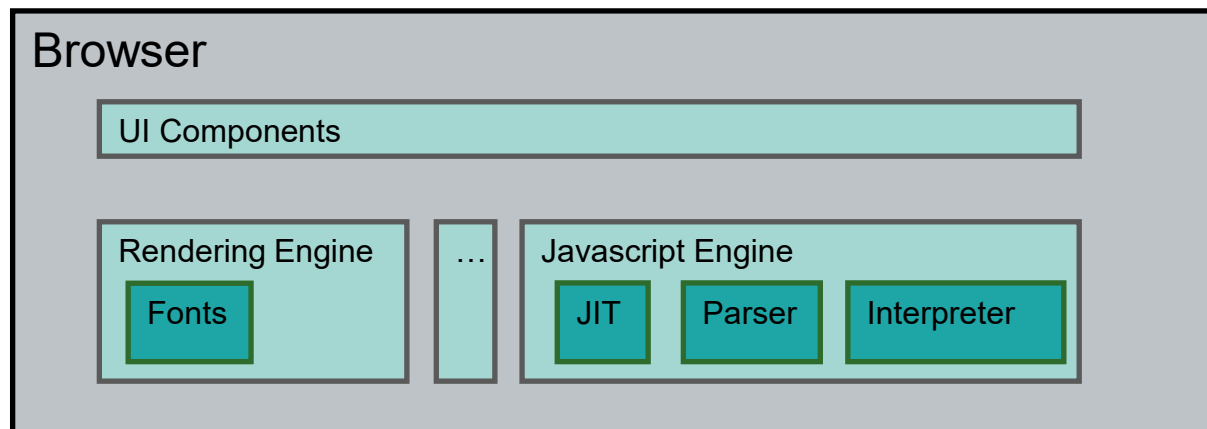 Browser
UI Components
Rendering Engine
…
Javascript Engine
Fonts
JIT
Parser
Interpreter